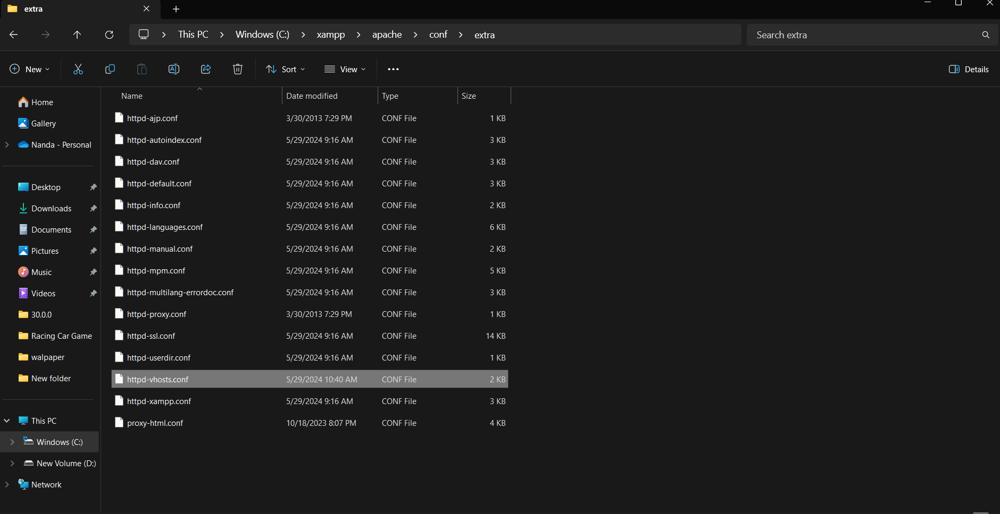 extra
This PC > Windows (C:) > xampp > apache > conf > extra
Search extra
New
Sort
View
Details
Name Date modified Type Size
Home
Gallery
Nanda - Personal
Desktop
Downloads
Documents
Pictures
Music
Videos
30.0.0
Racing Car Game
walpaper
New folder
This PC
Windows (C:)
New Volume (D:)
Network
httpd-ajp.conf 3/30/2013 7:29 PM CONF File 1 KB
httpd-autoindex.conf 5/29/2024 9:16 AM CONF File 3 KB
httpd-dav.conf 5/29/2024 9:16 AM CONF File 3 KB
httpd-default.conf 5/29/2024 9:16 AM CONF File 3 KB
httpd-info.conf 5/29/2024 9:16 AM CONF File 2 KB
httpd-languages.conf 5/29/2024 9:16 AM CONF File 6 KB
httpd-manual.conf 5/29/2024 9:16 AM CONF File 2 KB
httpd-mpm.conf 5/29/2024 9:16 AM CONF File 5 KB
httpd-multilang-errordoc.conf 5/29/2024 9:16 AM CONF File 3 KB
httpd-proxy.conf 3/30/2013 7:29 PM CONF File 1 KB
httpd-ssl.conf 5/29/2024 9:16 AM CONF File 14 KB
httpd-userdir.conf 5/29/2024 9:16 AM CONF File 1 KB
httpd-vhosts.conf 5/29/2024 10:40 AM CONF File 2 KB
httpd-xampp.conf 5/29/2024 9:16 AM CONF File 3 KB
proxy-html.conf 10/18/2023 8:07 PM CONF File 4 KB